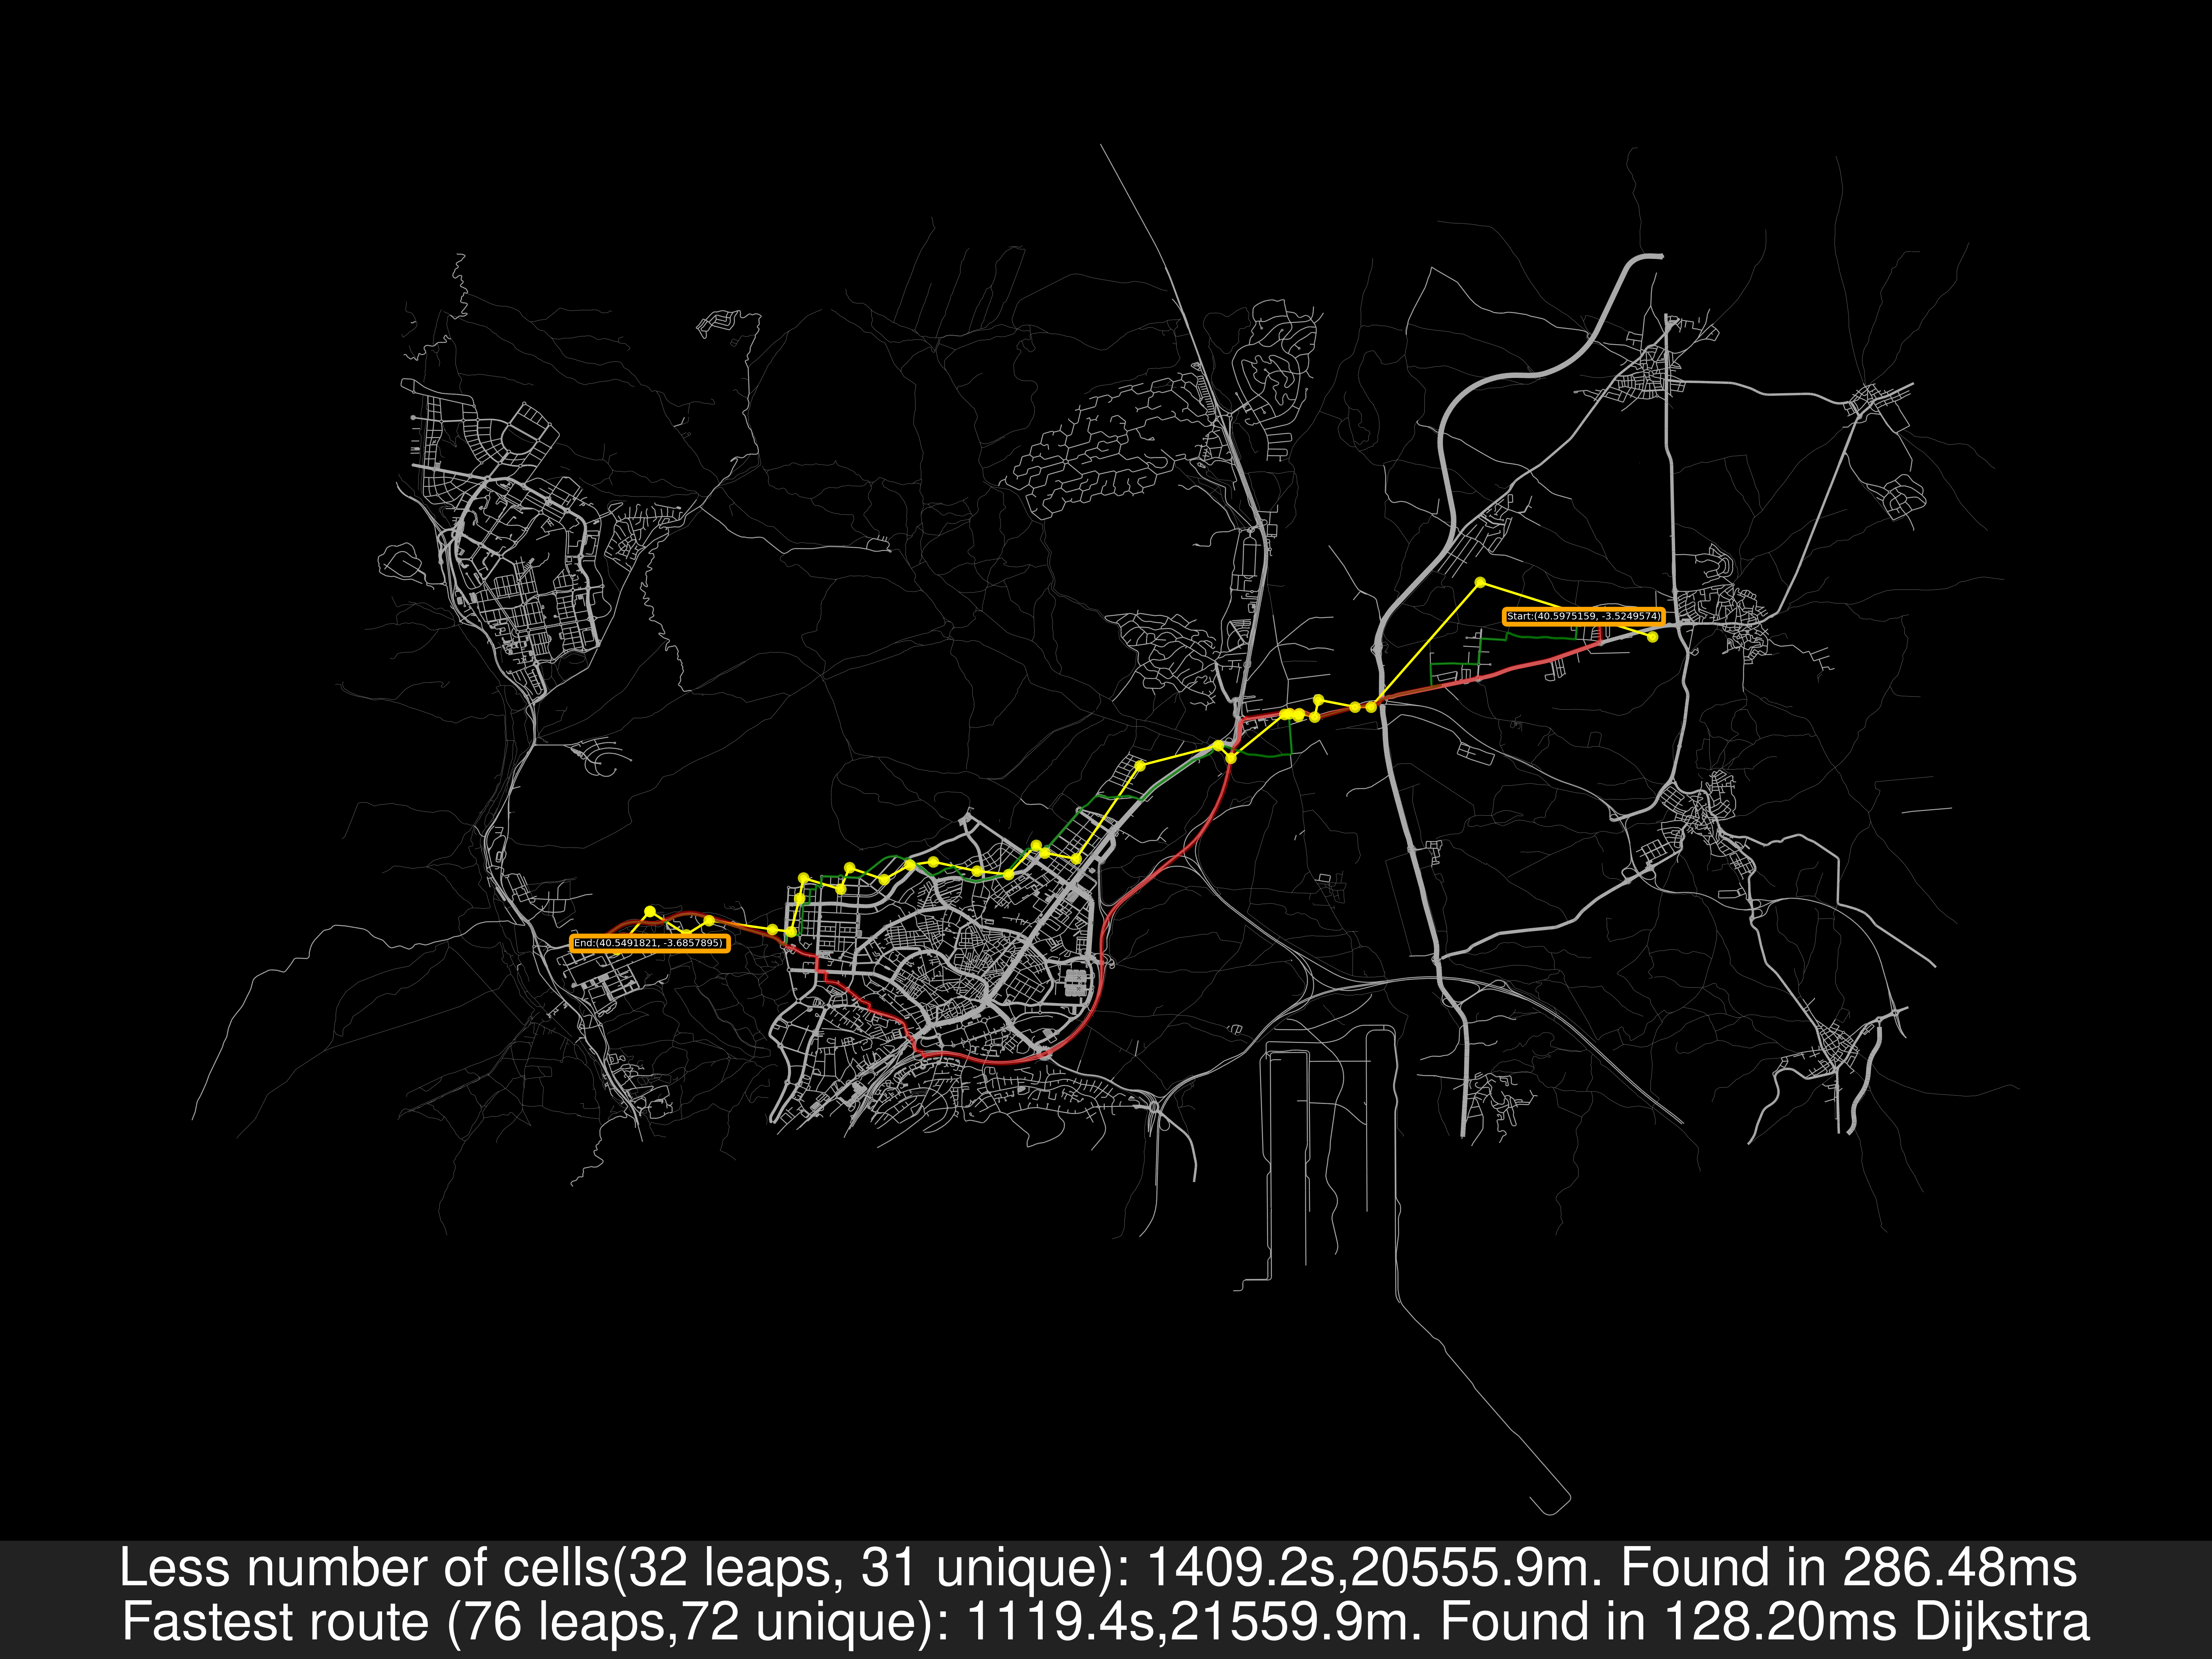 Start:(40.5975159, -3.5249574)
End:(40.5491821, -3.6857895)
Less number of cells(32 leaps, 31 unique): 1409.2s,20555.9m. Found in 286.48ms
Fastest route (76 leaps,72 unique): 1119.4s,21559.9m. Found in 128.20ms Dijkstra